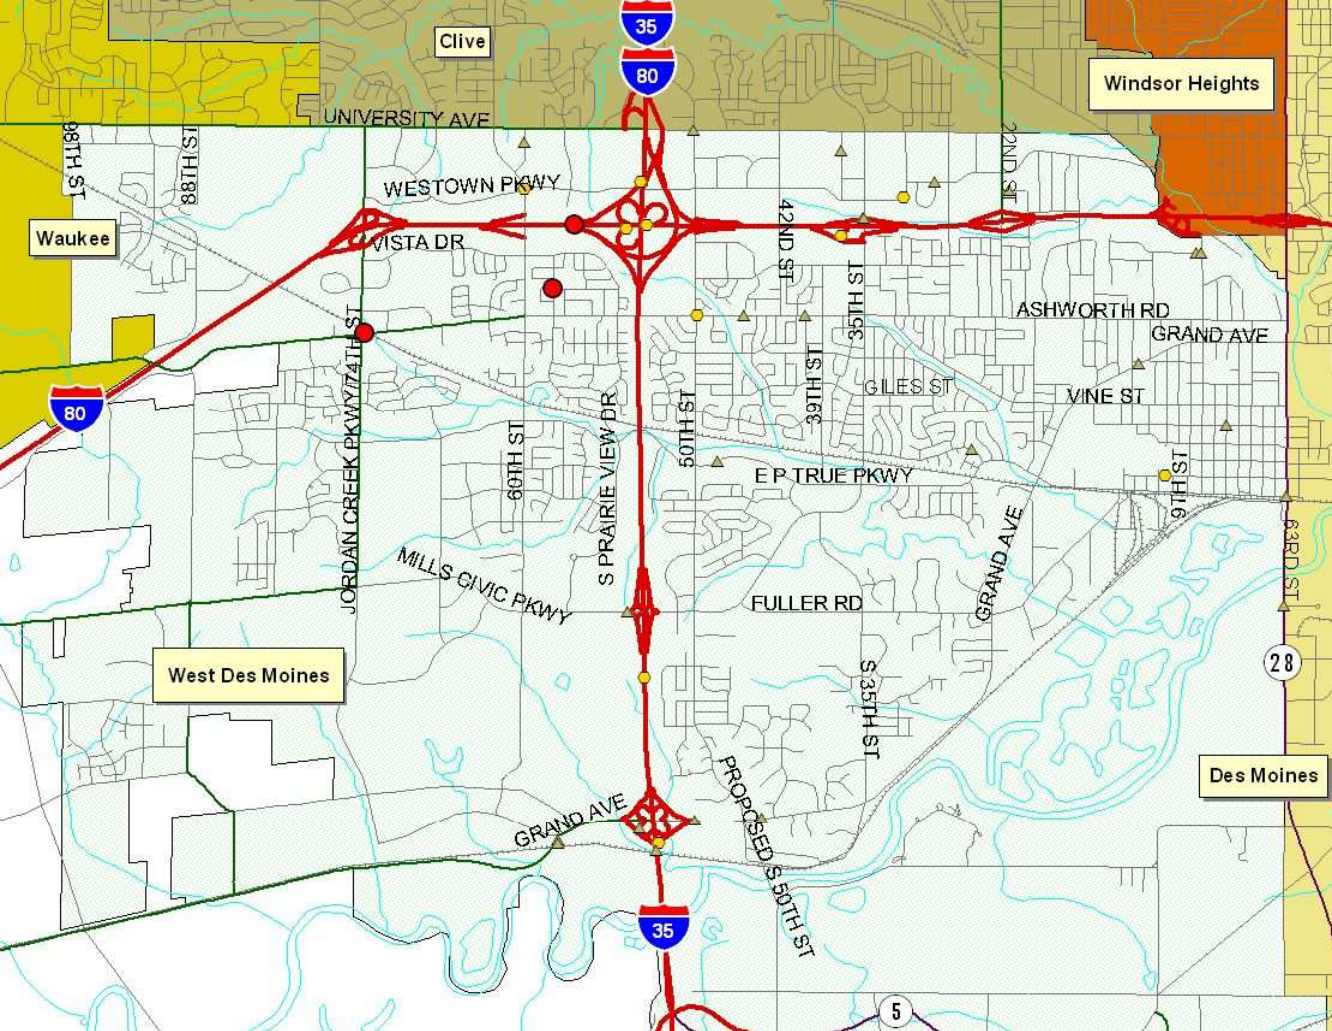 35
Clive
80
Windsor Heights
UNIVERSITY AVE
98TH ST
88TH ST
22ND ST
WESTOWN PKWY
42ND ST
Waukee
VISTA DR
35TH ST
ASHWORTH RD
GRAND AVE
JORDAN CREEK PKWY/74TH ST
39TH ST
GILES ST
VINE ST
80
S PRAIRIE VIEW DR
50TH ST
60TH ST
E P TRUE PKWY
9TH ST
GRAND AVE
63RD ST
MILLS CIVIC PKWY
FULLER RD
28
West Des Moines
S 35TH ST
Des Moines
PROPOSED S 50TH ST
GRAND AVE
35
5